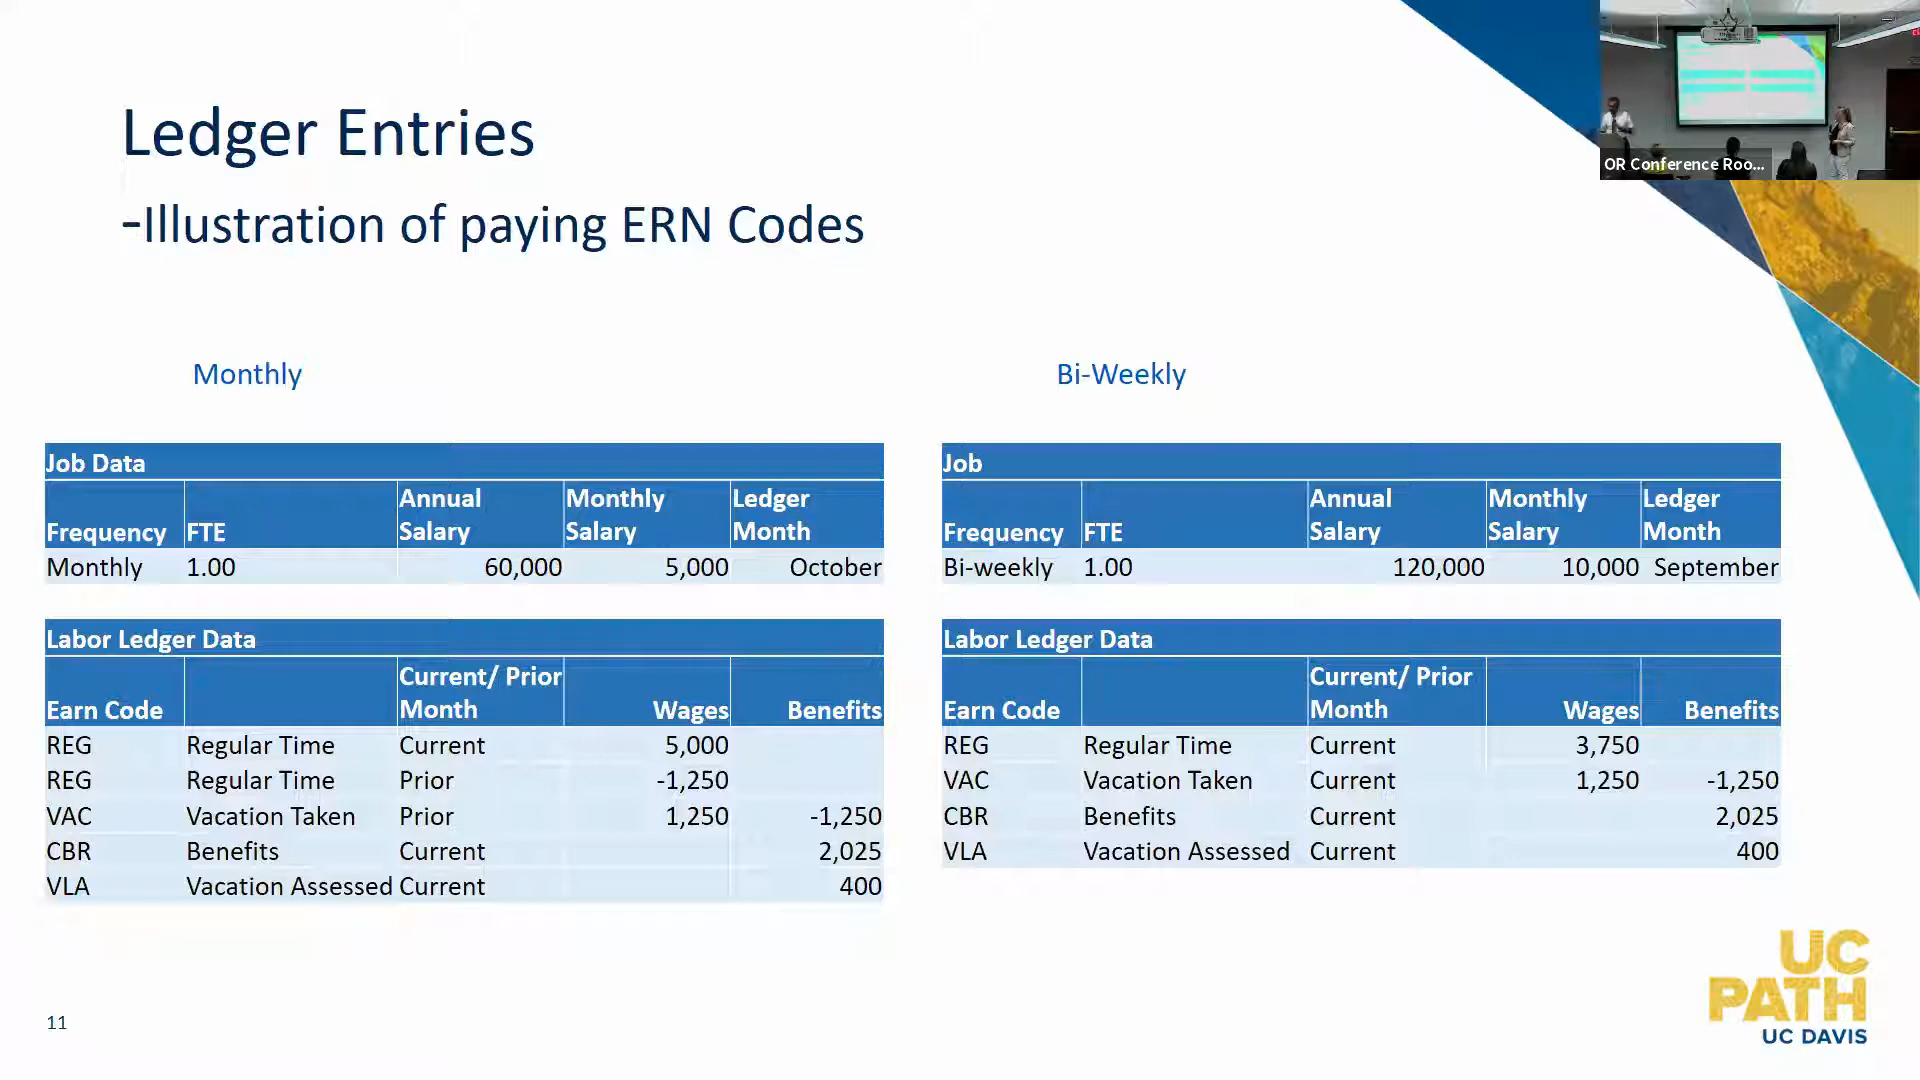 Ledger Entries
-Illustration of paying ERN Codes
OR Conference Roo...
Monthly
Job Data
Frequency FTE Annual Salary Monthly Salary Ledger Month
Monthly 1.00 60,000 5,000 October
Labor Ledger Data
Earn Code Current/ Prior Month Wages Benefits
REG Regular Time Current 5,000
REG Regular Time Prior -1,250
VAC Vacation Taken Prior 1,250 -1,250
CBR Benefits Current 2,025
VLA Vacation Assessed Current 400
Bi-Weekly
Job
Frequency FTE Annual Salary Monthly Salary Ledger Month
Bi-weekly 1.00 120,000 10,000 September
Labor Ledger Data
Earn Code Current/ Prior Month Wages Benefits
REG Regular Time Current 3,750
VAC Vacation Taken Current 1,250 -1,250
CBR Benefits Current 2,025
VLA Vacation Assessed Current 400
11
UC
PATH
UC DAVIS